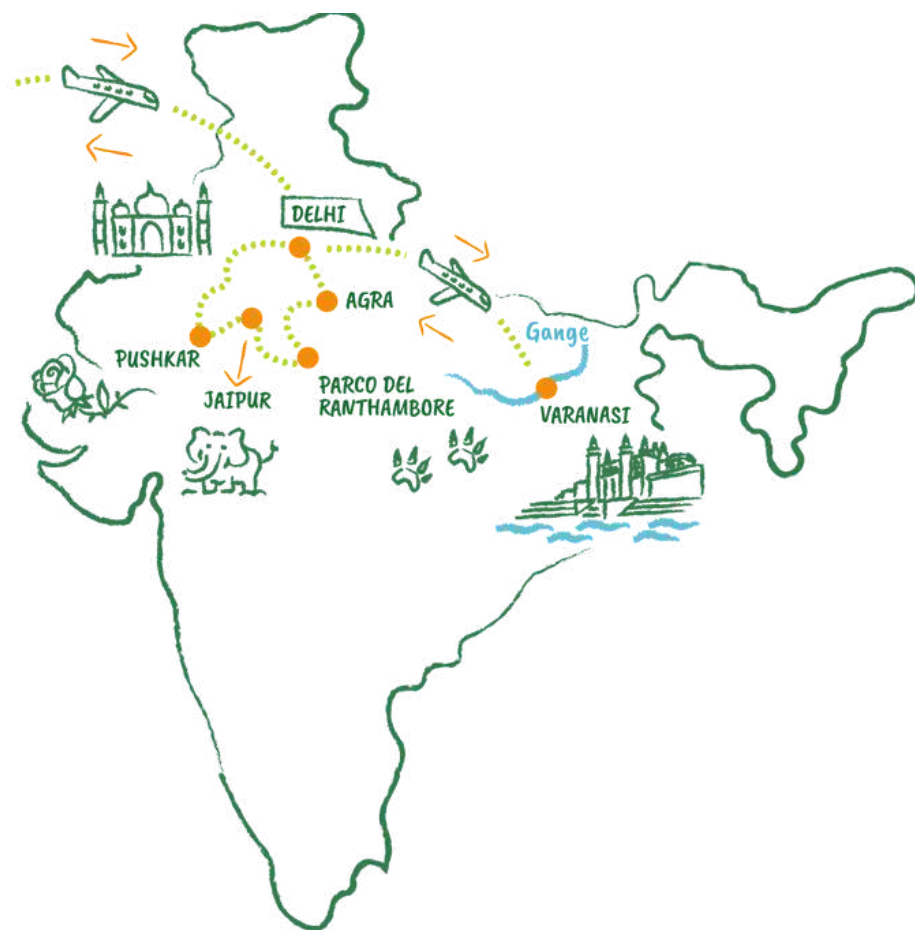 DELHI
AGRA
Gange
PUSHKAR
JAIPUR
PARCO DEL
RANTHAMBORE
VARANASI